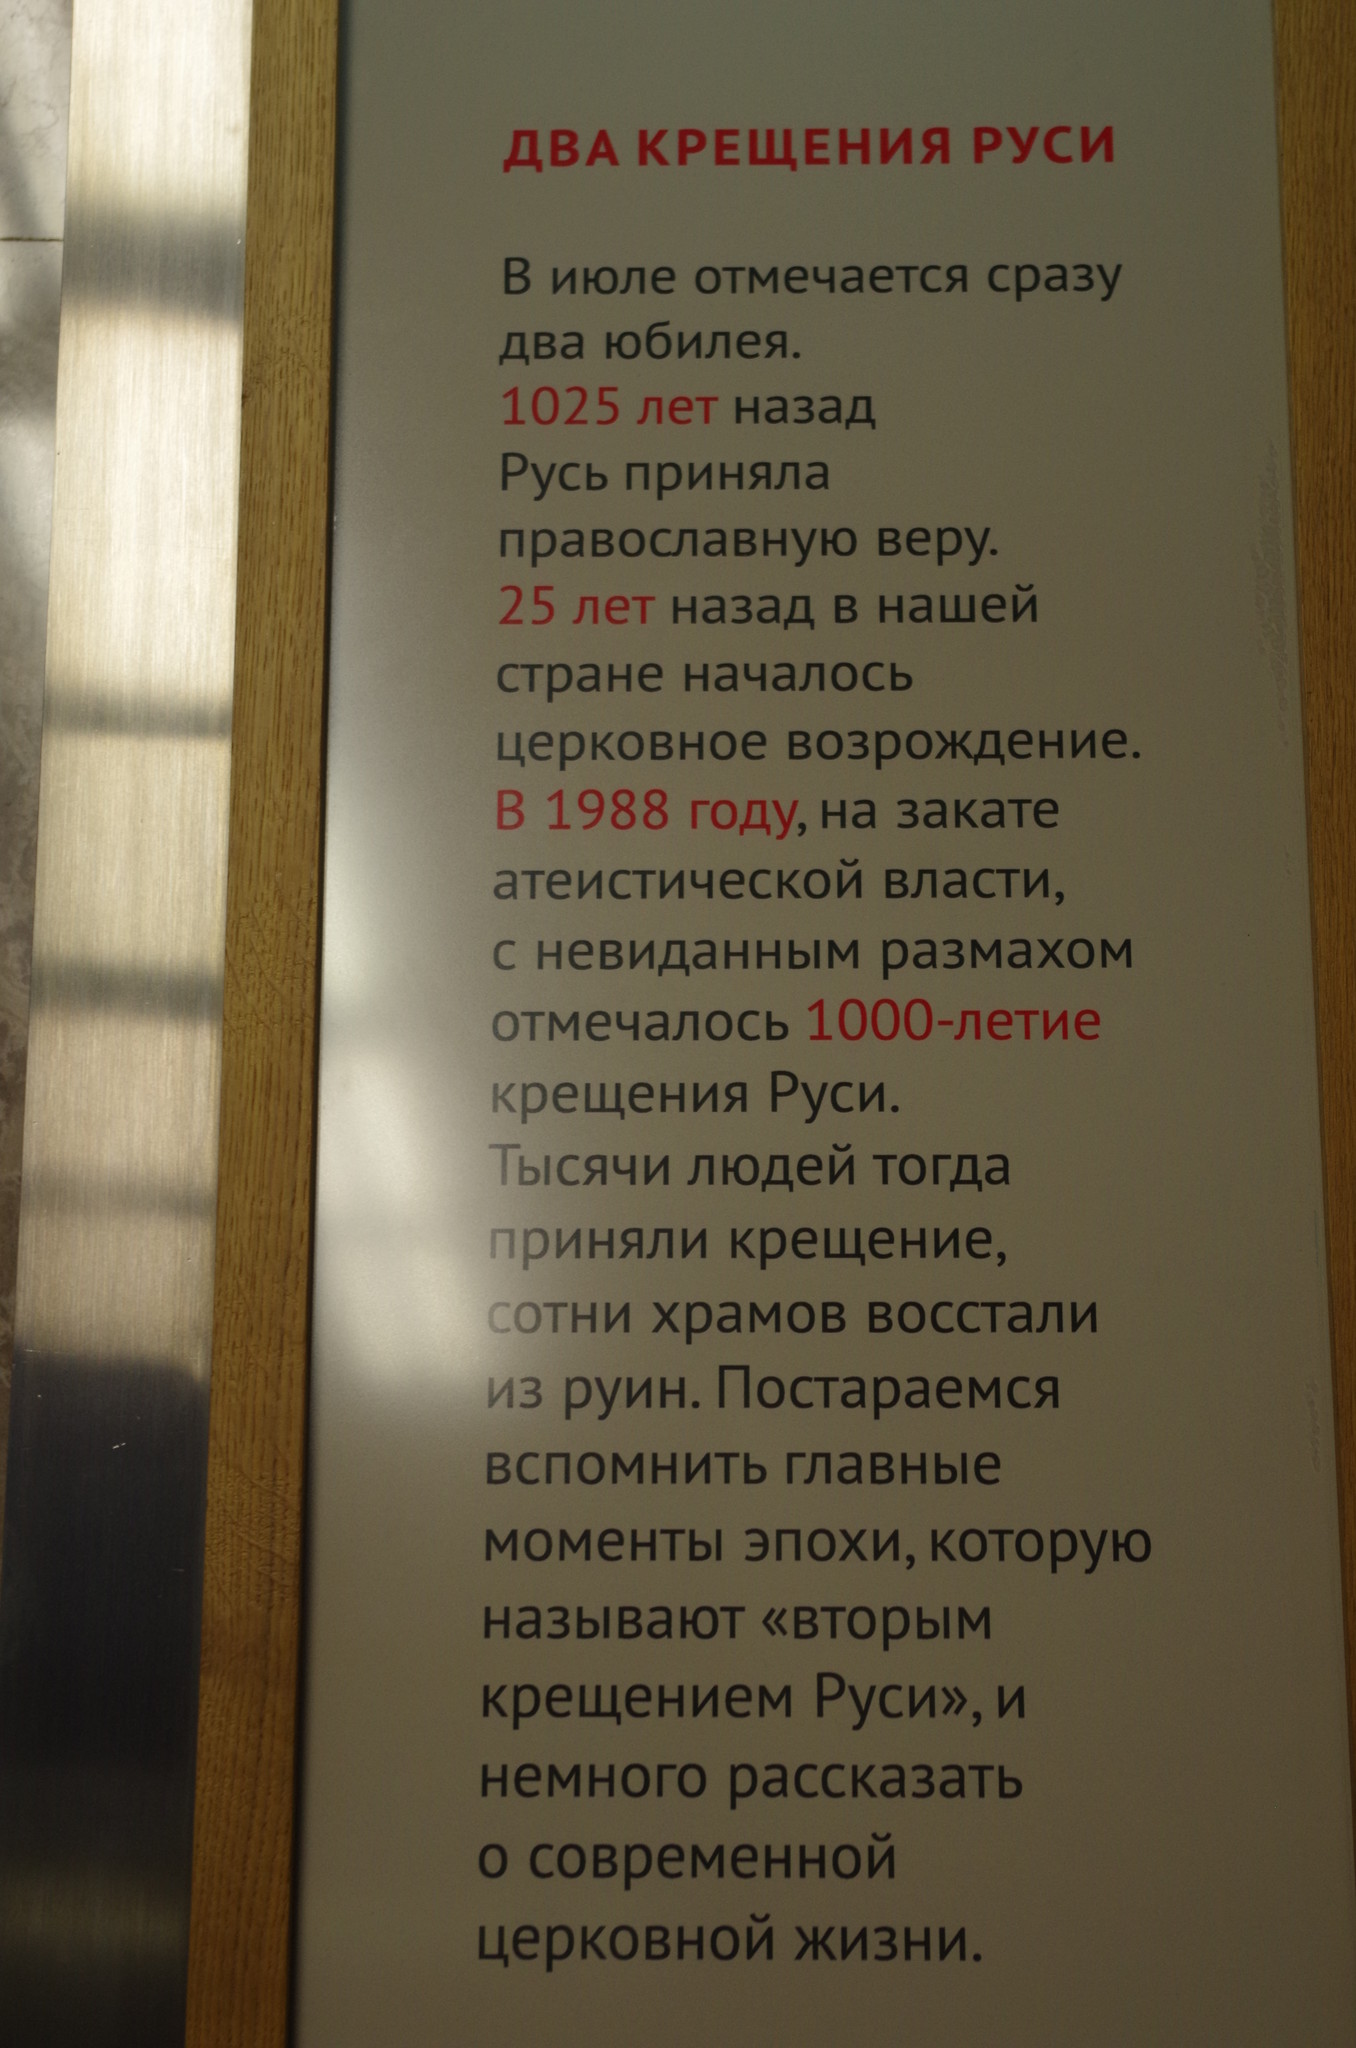 ДВА КРЕЩЕНИЯ РУСИ
В июле отмечается сразу
два юбилея.
1025 лет назад
Русь приняла
православную веру.
25 лет назад в нашей
стране началось
церковное возрождение.
В 1988 году, на закате
атеистической власти,
с невиданным размахом
отмечалось 1000-летие
крещения Руси.
Тысячи людей тогда
приняли крещение,
сотни храмов восстали
из руин. Постараемся
вспомнить главные
моменты эпохи, которую
называют «вторым
крещением Руси», и
немного рассказать
о современной
церковной жизни.